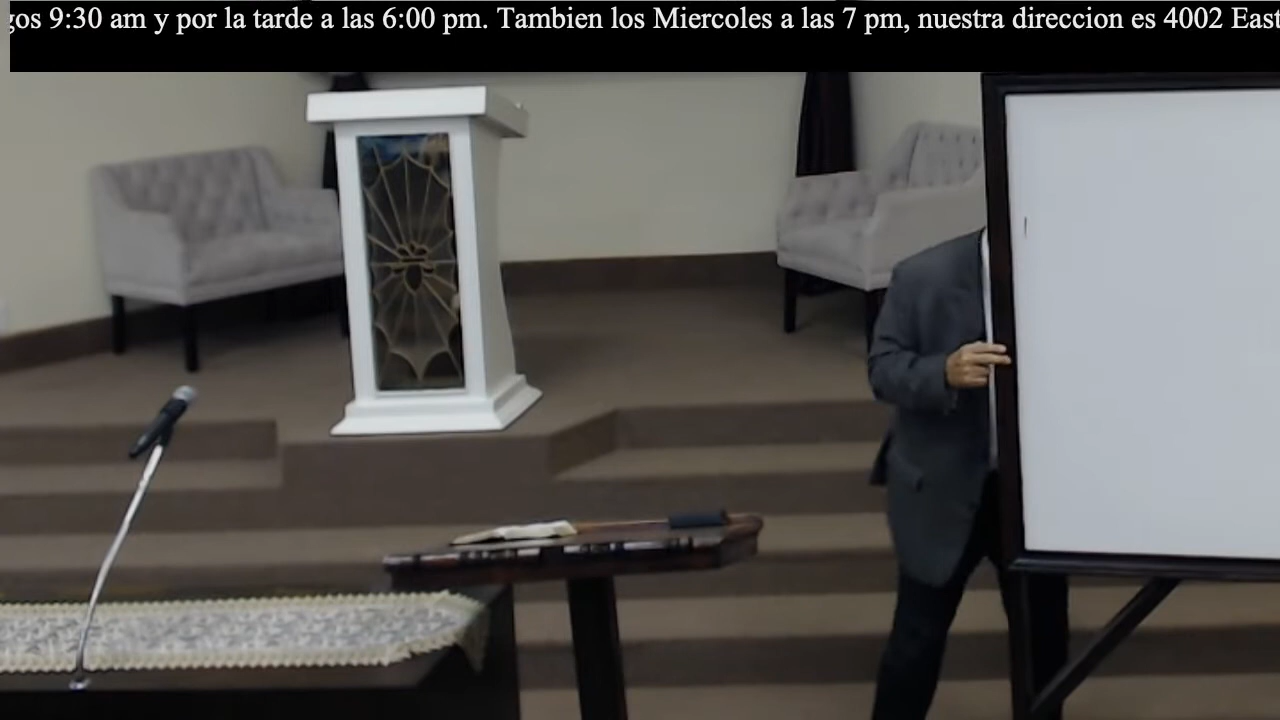 gos 9:30 am y por la tarde a las 6:00 pm. Tambien los Miercoles a las 7 pm, nuestra direccion es 4002 East